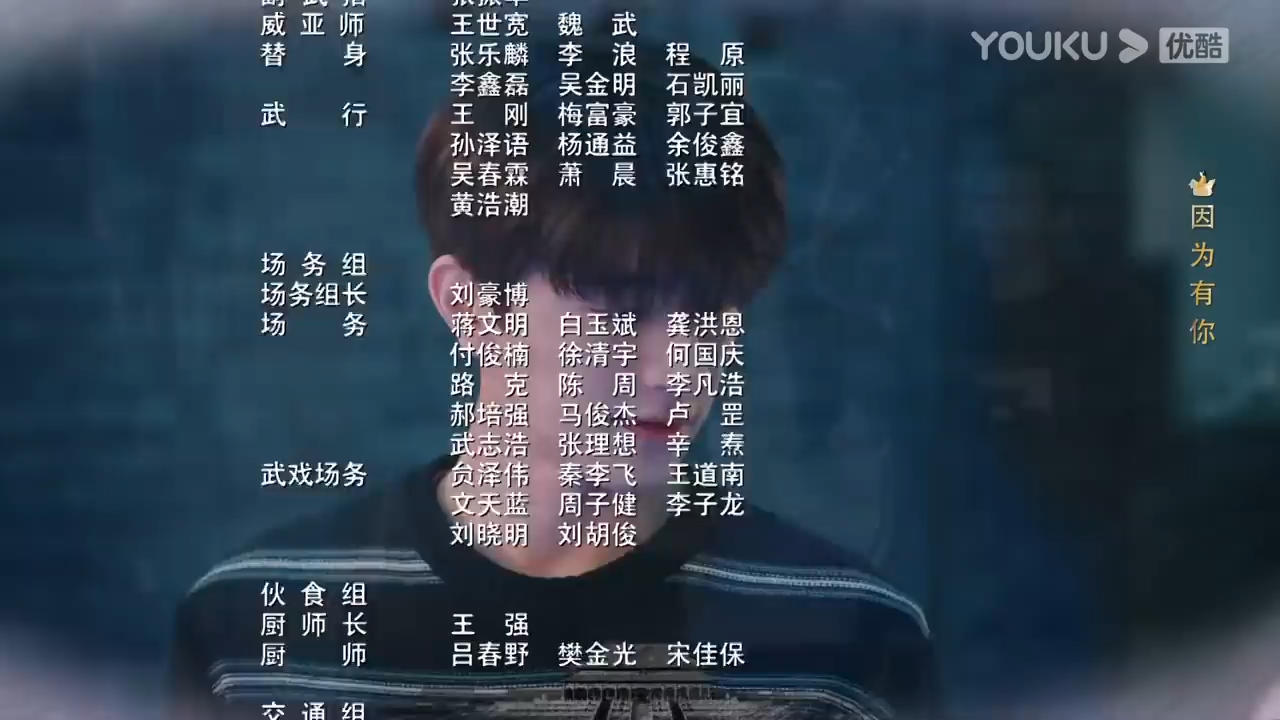 威亚师 王世宽 魏武
替身 张乐麟 李浪 程原
李鑫磊 吴金明 石凯丽
武行 王刚 梅富豪 郭子宜
孙泽语 杨通益 余俊鑫
吴春霖 萧晨 张惠铭
黄浩潮
场务组
场务组长 刘豪博
场务 蒋文明 白玉斌 龚洪恩
付俊楠 徐清宇 何国庆
路克 陈周 李凡浩
郝培强 马俊杰 卢罡
武志浩 张理想 辛焘
武戏场务 贠泽伟 秦李飞 王道南
文天蓝 周子健 李子龙
刘晓明 刘胡俊
伙食组
厨师长 王强
厨师 吕春野 樊金光 宋佳保
交通组
YOUKU 优酷
因为有你